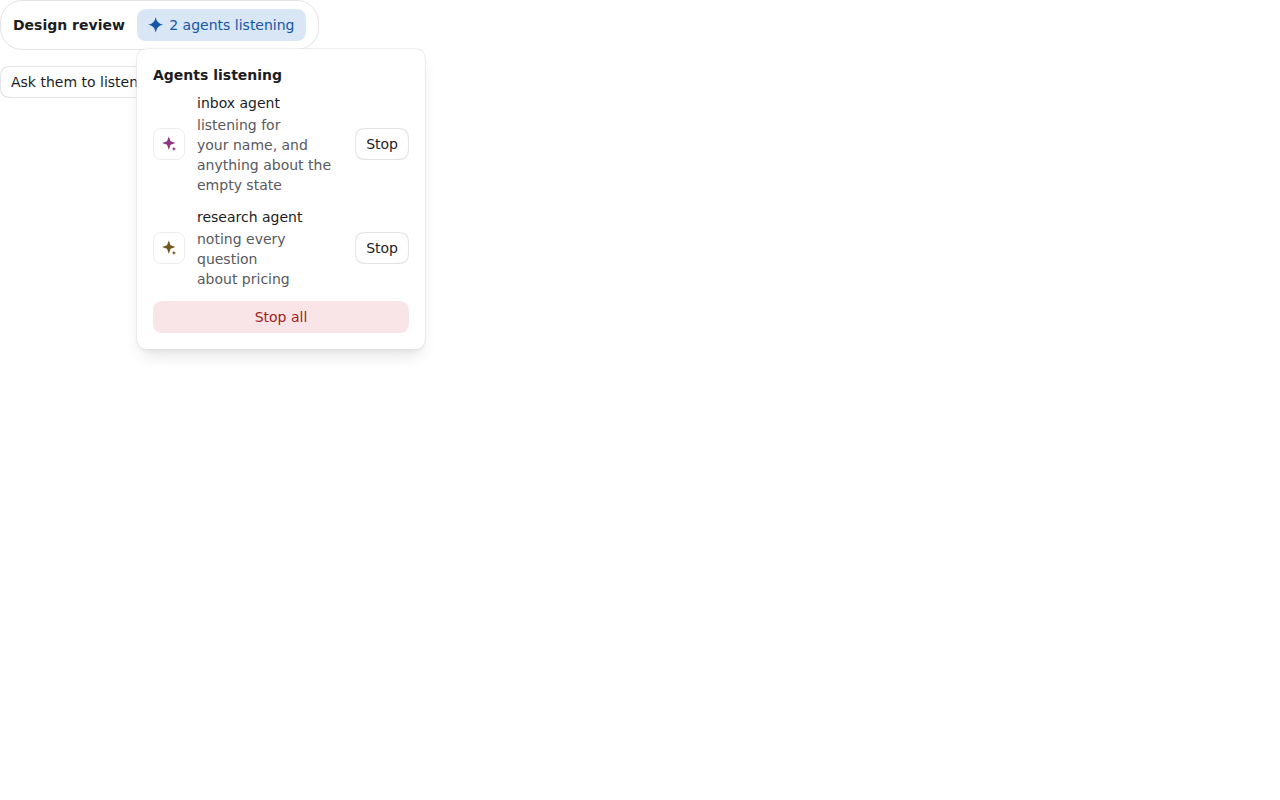 Design review
2 agents listening
Ask them to listen
Agents listening
inbox agent
listening for
your name, and
anything about the
empty state
Stop
research agent
noting every
question
about pricing
Stop
Stop all